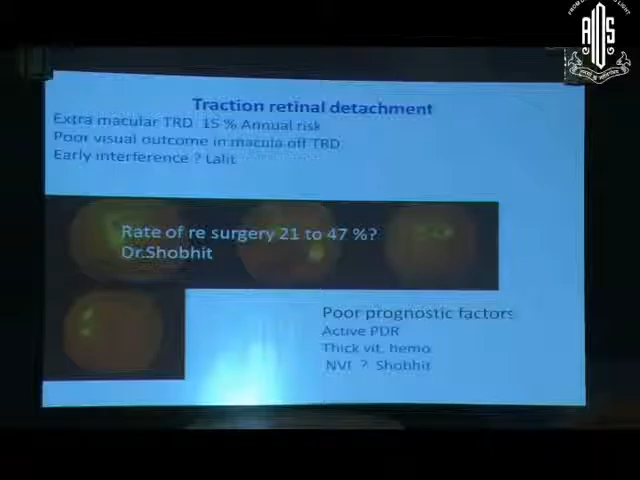 Traction retinal detachment
Extra macular TRD 15 % Annual risk
Poor visual outcome in macula off TRD
Early interference ? Lalit
Rate of re surgery 21 to 47 %?
Dr.Shobhit
Poor prognostic factors
Active PDR
Thick vit. hemo
NVI ? Shobhit
AIOS